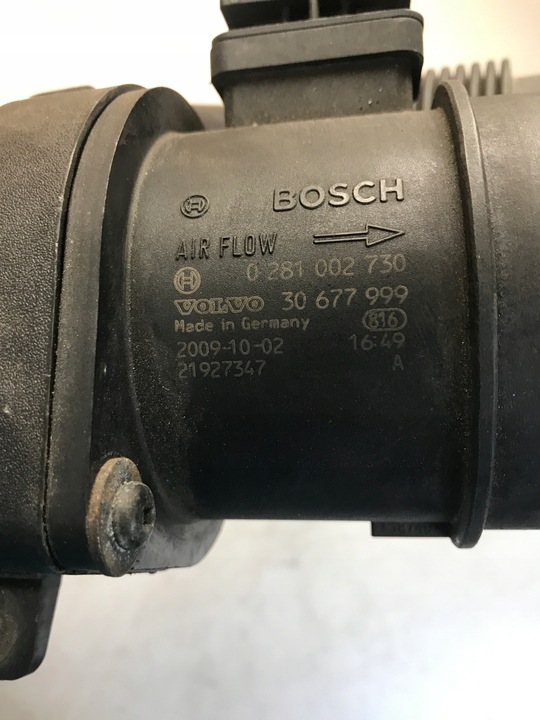 BOSCH
AIR FLOW
0 281 002 730
VOLVO 30 677 999
Made in Germany 816
2009-10-02 16:49
21927347 A